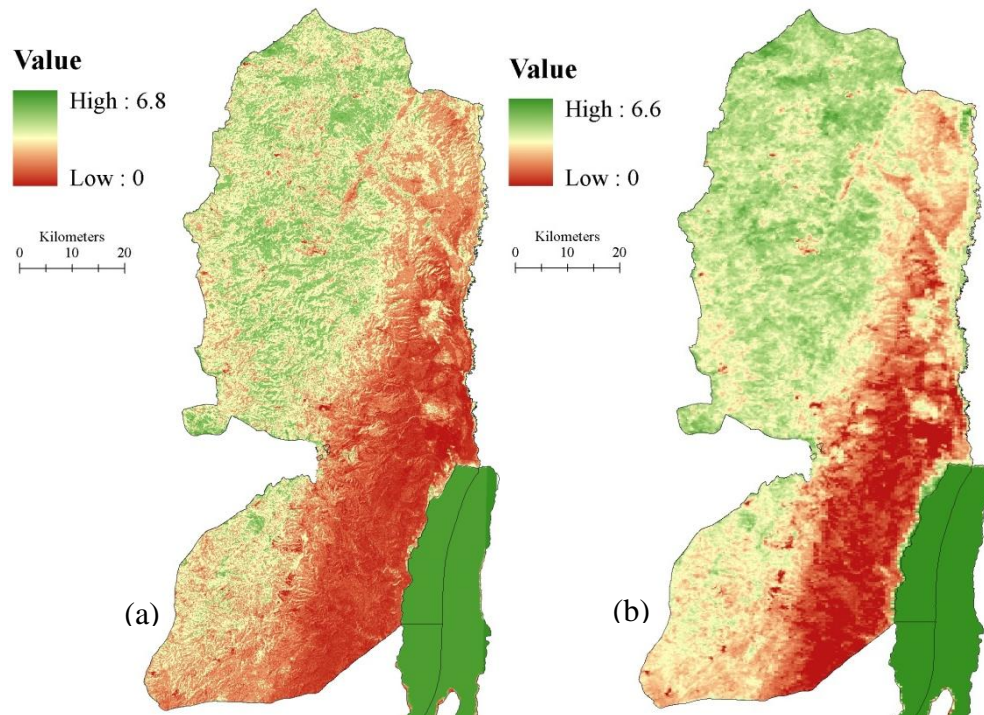 Value
High : 6.8
Low : 0
Kilometers
0 10 20
(a)
Value
High : 6.6
Low : 0
Kilometers
0 10 20
(b)